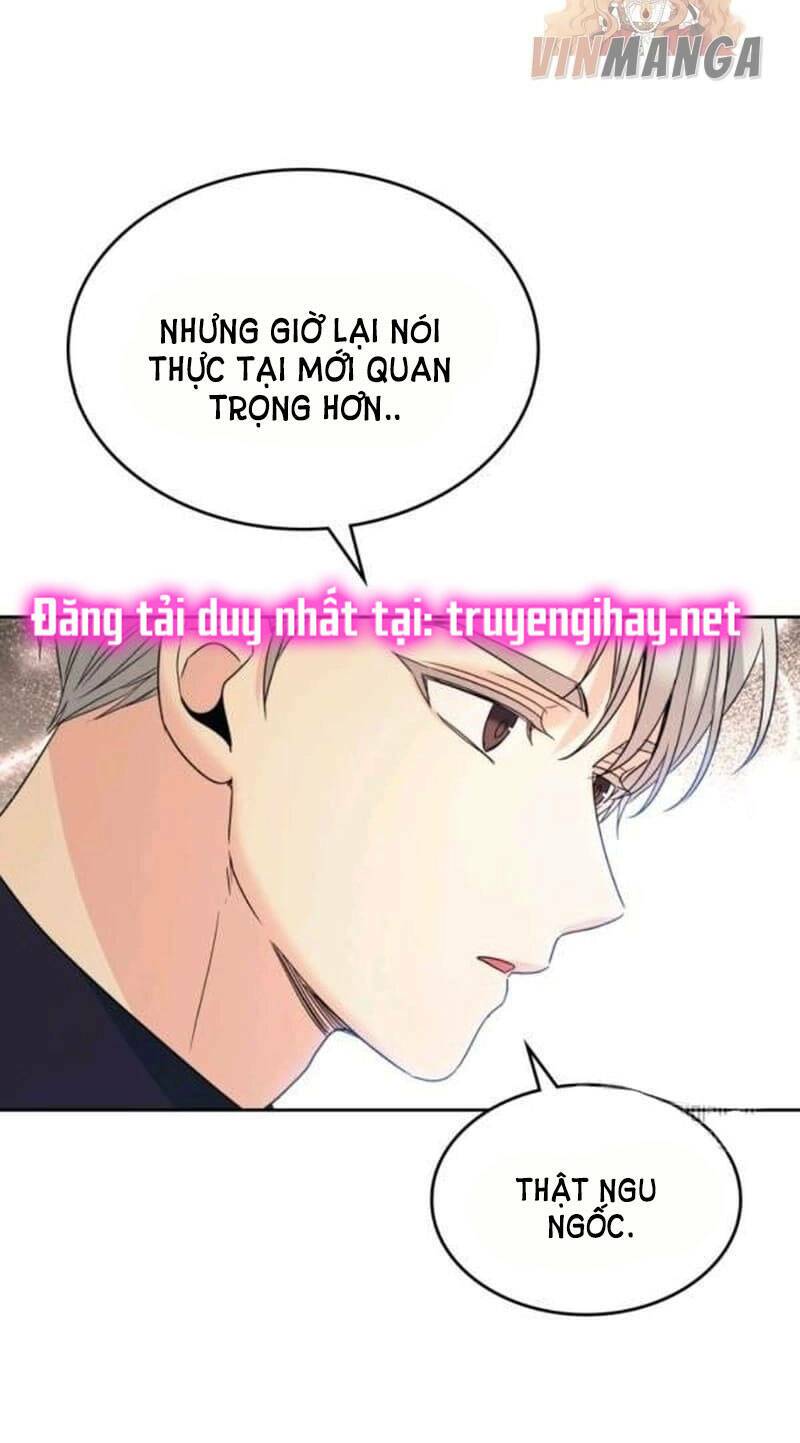 VINMANGA
NHƯNG GIỜ LẠI NÓI
THỰC TẠI MỚI QUAN
TRỌNG HƠN..
Đăng tải duy nhất tại: truyengihay.net
THẬT NGU
NGỐC.